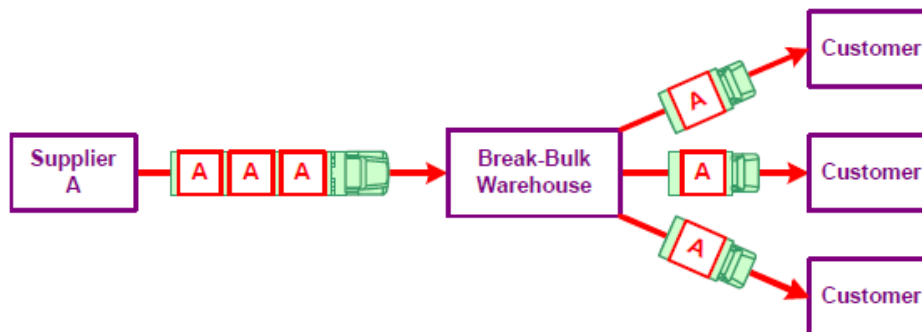 Supplier
A
A A A
Break-Bulk
Warehouse
A
Customer
A
Customer
A
Customer